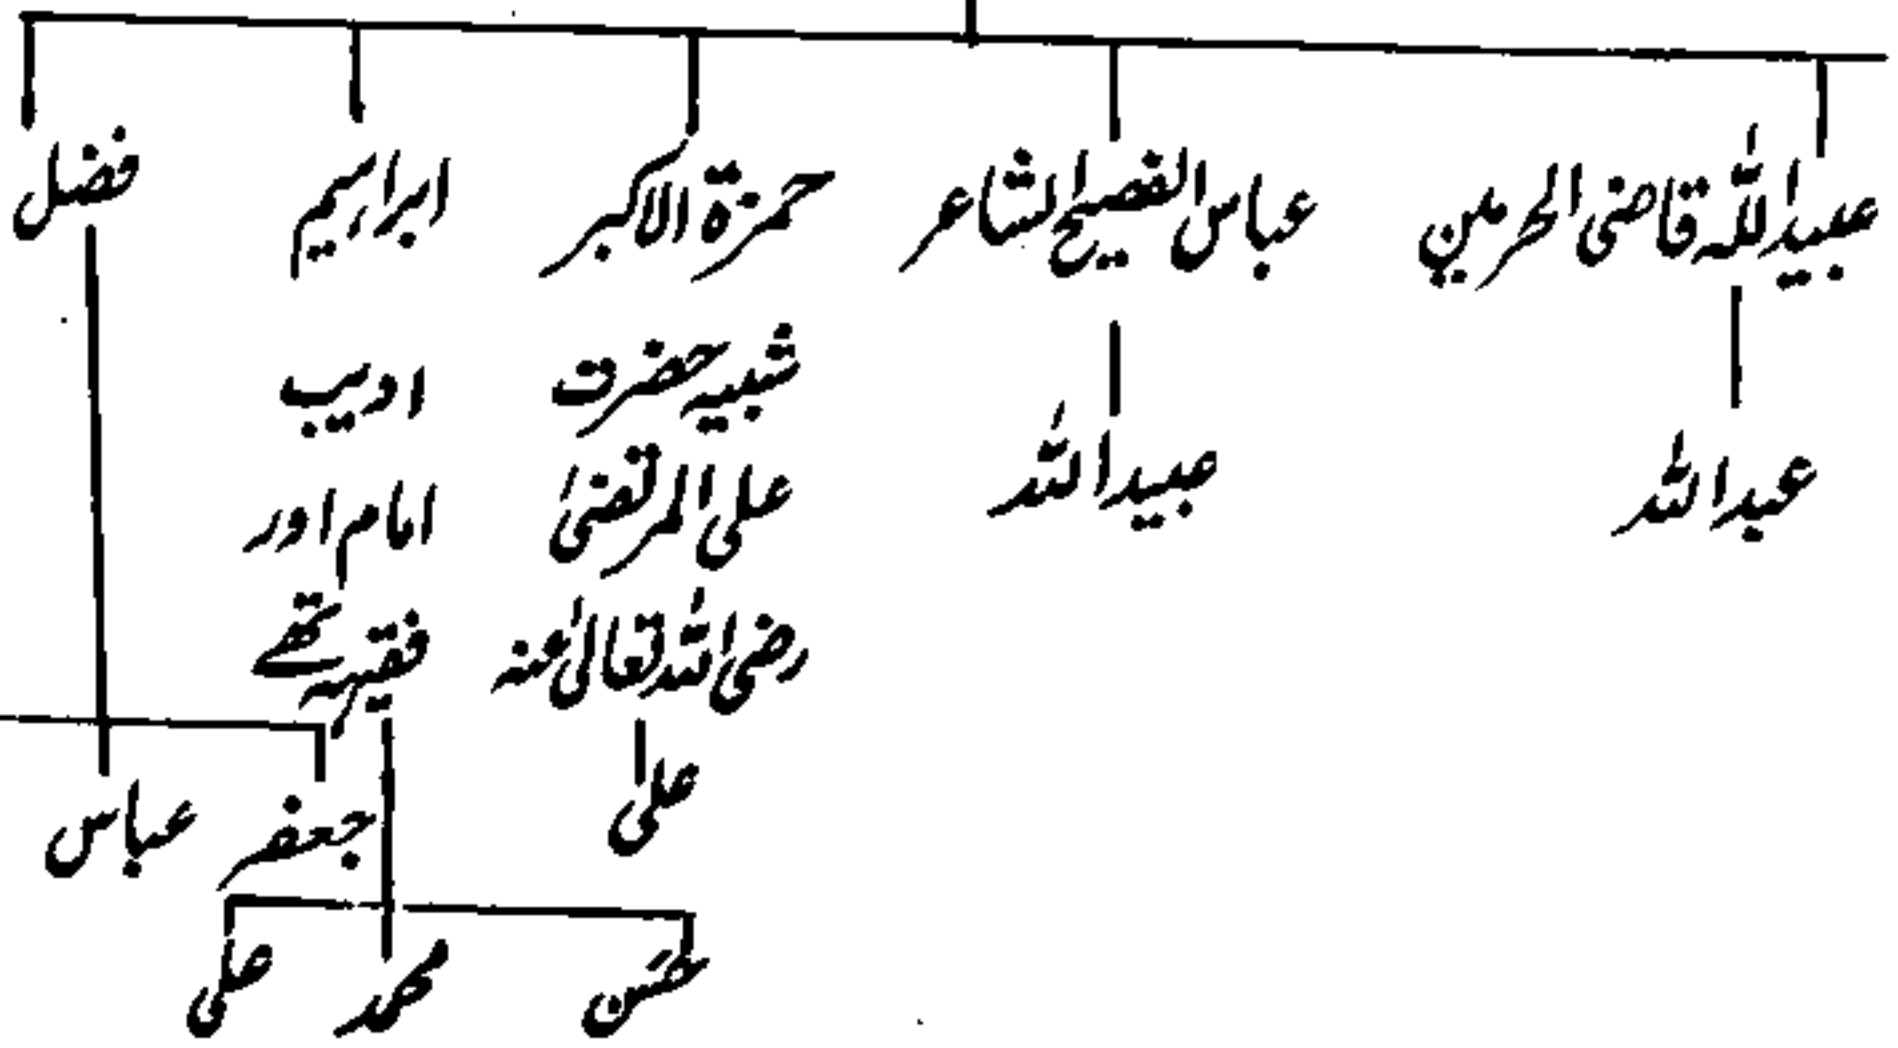 عبیداللہ قاضی الحرمین
عباس الفصیح الشاعر
حمزۃ الاکبر
ابراہیم
فضل
شبیہ حضرت
ادیب
علی المرتضیٰ
امام اور
رضی اللہ تعالیٰ عنہ
فقیہہ تھے
عبداللہ
عبیداللہ
علی
جعفر
عباس
حسن
محمد
علی